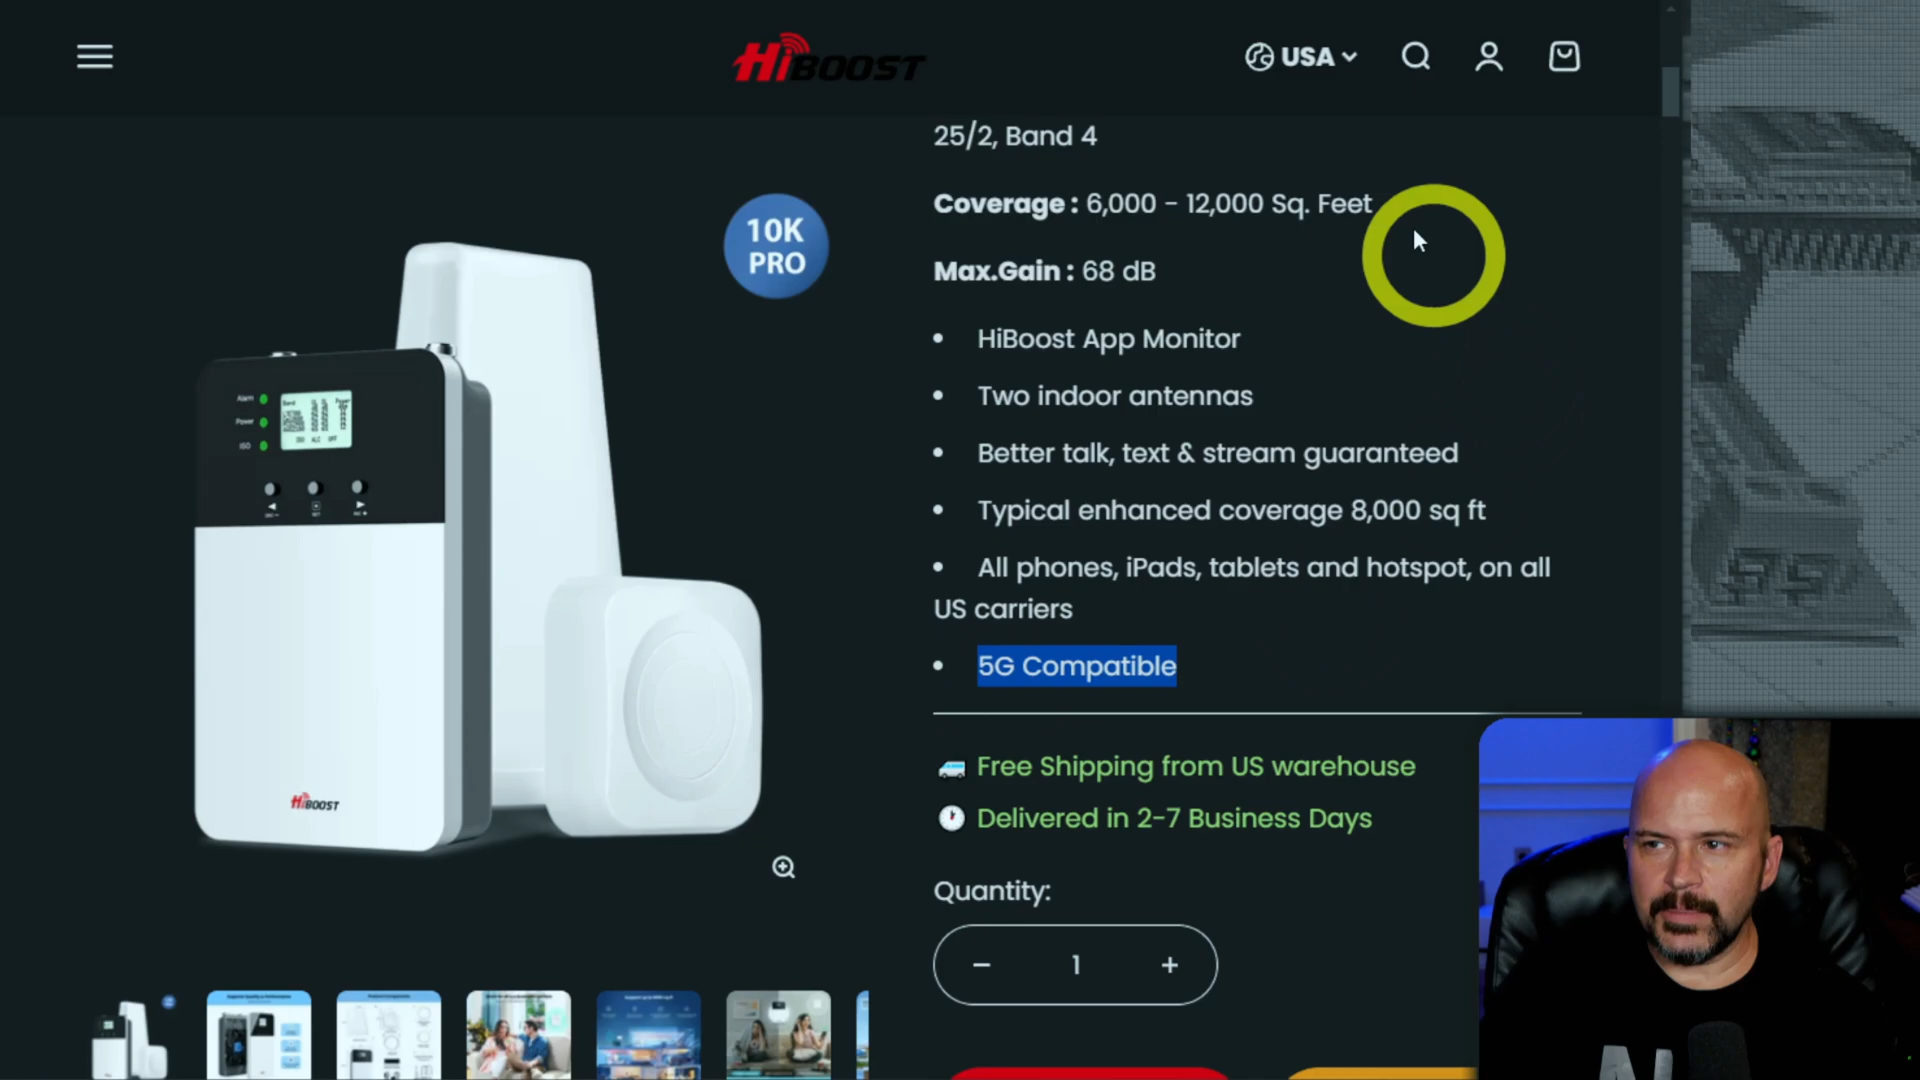 HiBOOST
USA
25/2, Band 4
Coverage : 6,000 - 12,000 Sq. Feet
Max.Gain : 68 dB
• HiBoost App Monitor
• Two indoor antennas
• Better talk, text & stream guaranteed
• Typical enhanced coverage 8,000 sq ft
• All phones, iPads, tablets and hotspot, on all
US carriers
• 5G Compatible
Free Shipping from US warehouse
Delivered in 2-7 Business Days
Quantity:
− 1 +
10K
PRO
Alarm
Power
ISO
HiBOOST